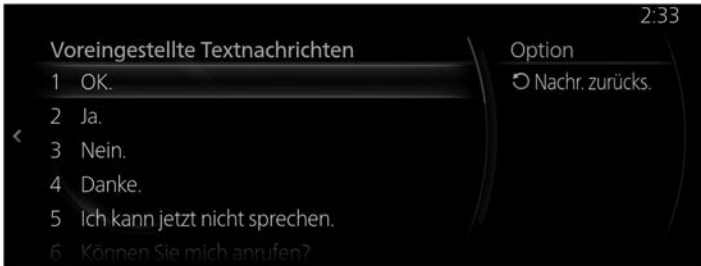 2:33
Voreingestellte Textnachrichten
1 OK.
2 Ja.
3 Nein.
4 Danke.
5 Ich kann jetzt nicht sprechen.
6 Können Sie mich anrufen?
Option
Nachr. zurücks.